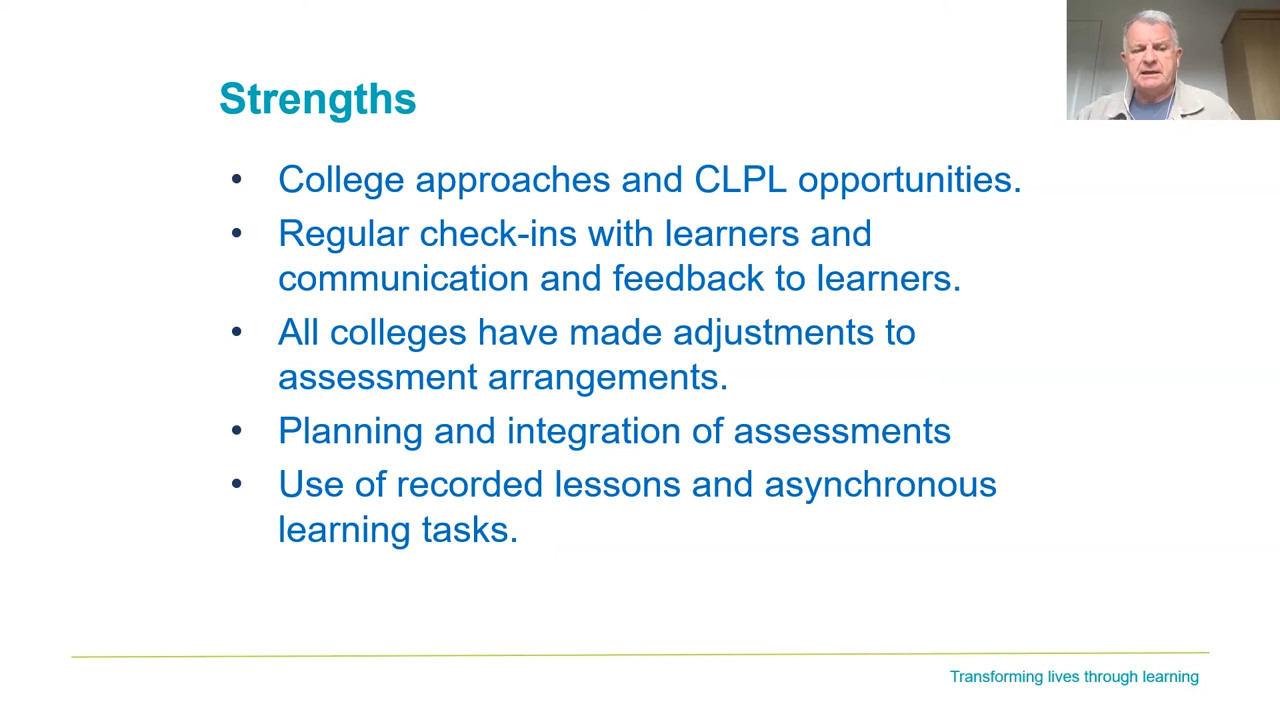 Strengths
• College approaches and CLPL opportunities.
• Regular check-ins with learners and
communication and feedback to learners.
• All colleges have made adjustments to
assessment arrangements.
• Planning and integration of assessments
• Use of recorded lessons and asynchronous
learning tasks.
Transforming lives through learning